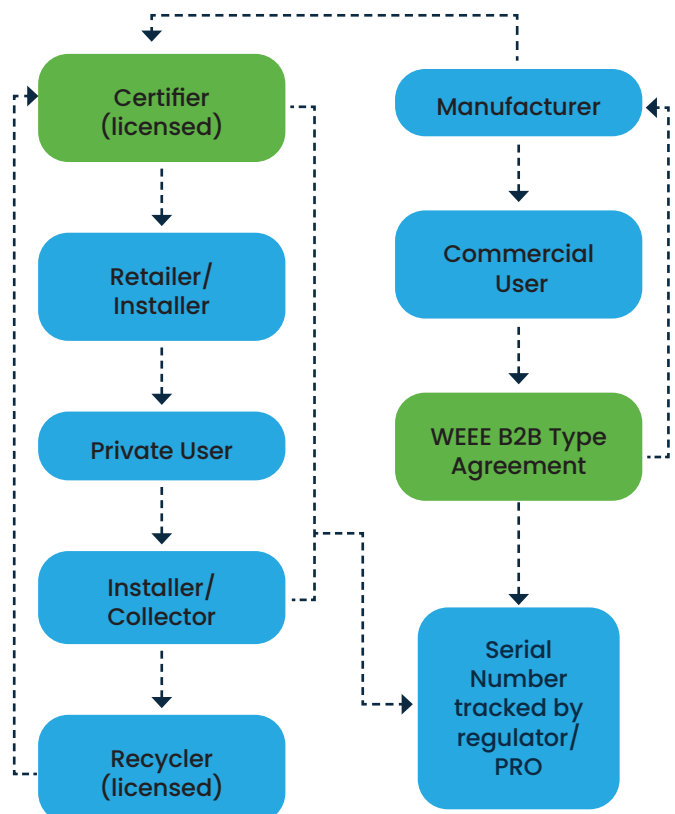 Certifier
(licensed)
Retailer/
Installer
Private User
Installer/
Collector
Recycler
(licensed)
Manufacturer
Commercial
User
WEEE B2B Type
Agreement
Serial
Number
tracked by
regulator/
PRO